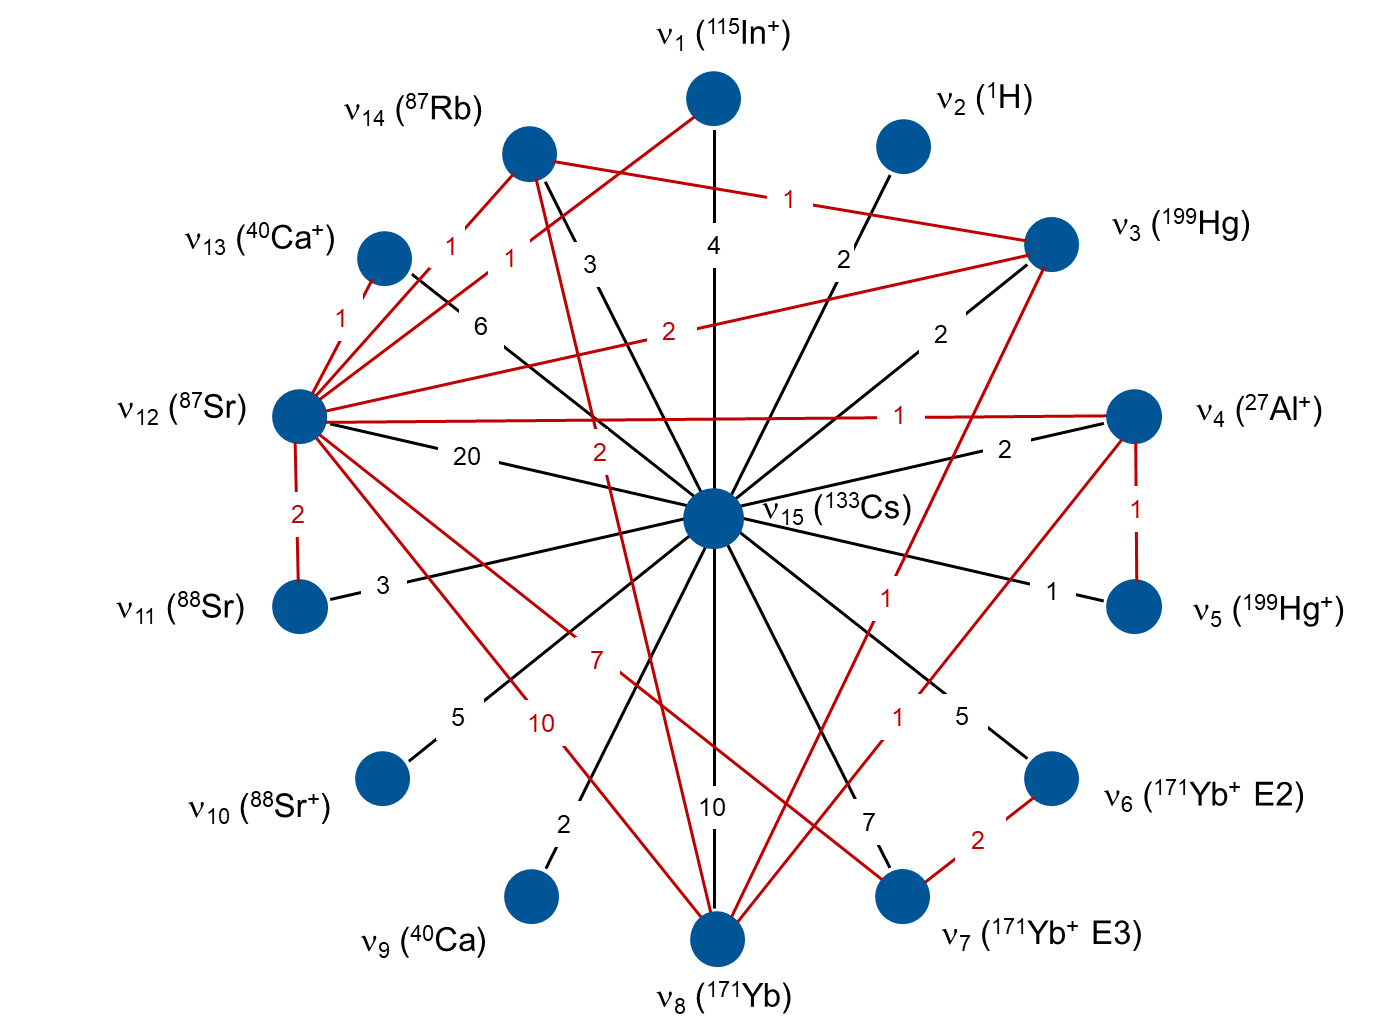 ν₁ (¹¹⁵In⁺)
ν₂ (¹H)
ν₁₄ (⁸⁷Rb)
1
ν₃ (¹⁹⁹Hg)
ν₁₃ (⁴⁰Ca⁺)
1
1
3
4
2
1
6
2
2
ν₁₂ (⁸⁷Sr)
1
ν₄ (²⁷Al⁺)
20
2
2
2
ν₁₅ (¹³³Cs)
1
ν₁₁ (⁸⁸Sr)
3
1
1
ν₅ (¹⁹⁹Hg⁺)
7
5
10
1
5
ν₁₀ (⁸⁸Sr⁺)
2
10
7
2
ν₆ (¹⁷¹Yb⁺ E2)
ν₉ (⁴⁰Ca)
ν₇ (¹⁷¹Yb⁺ E3)
ν₈ (¹⁷¹Yb)